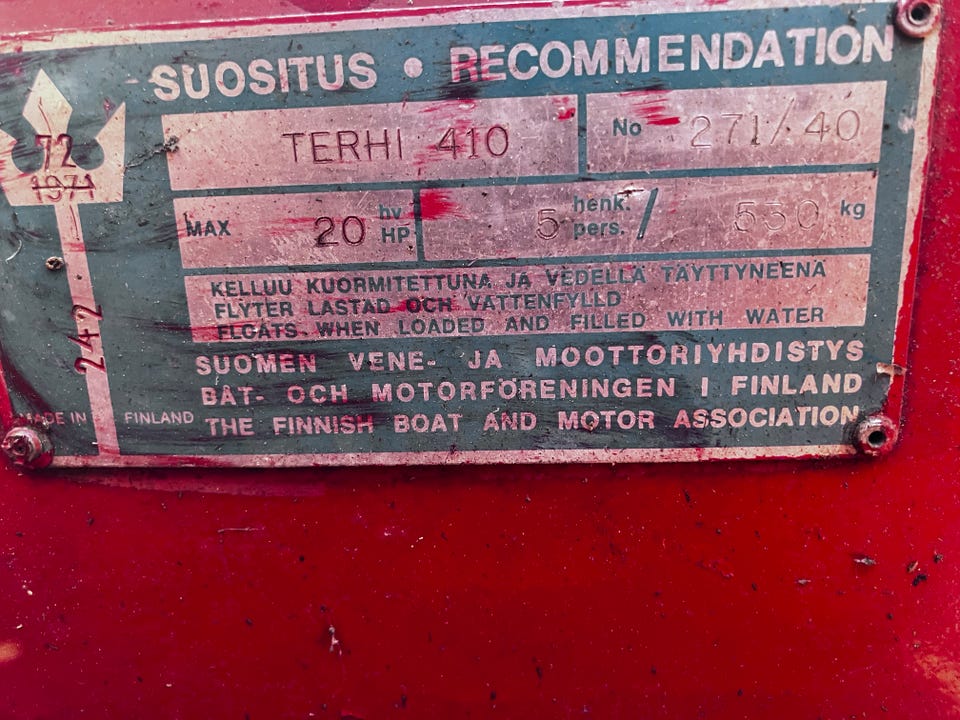 SUOSITUS • RECOMMENDATION
TERHI 410 No 271/40
72
1971
MAX 20 hv HP 5 henk. pers. / 530 kg
KELLUU KUORMITETTUNA JA VEDELLÄ TÄYTTYNEENÄ
FLYTER LASTAD OCH VATTENFYLLD
FLOATS WHEN LOADED AND FILLED WITH WATER
242
SUOMEN VENE- JA MOOTTORIYHDISTYS
BÅT- OCH MOTORFÖRENINGEN I FINLAND
THE FINNISH BOAT AND MOTOR ASSOCIATION
MADE IN FINLAND